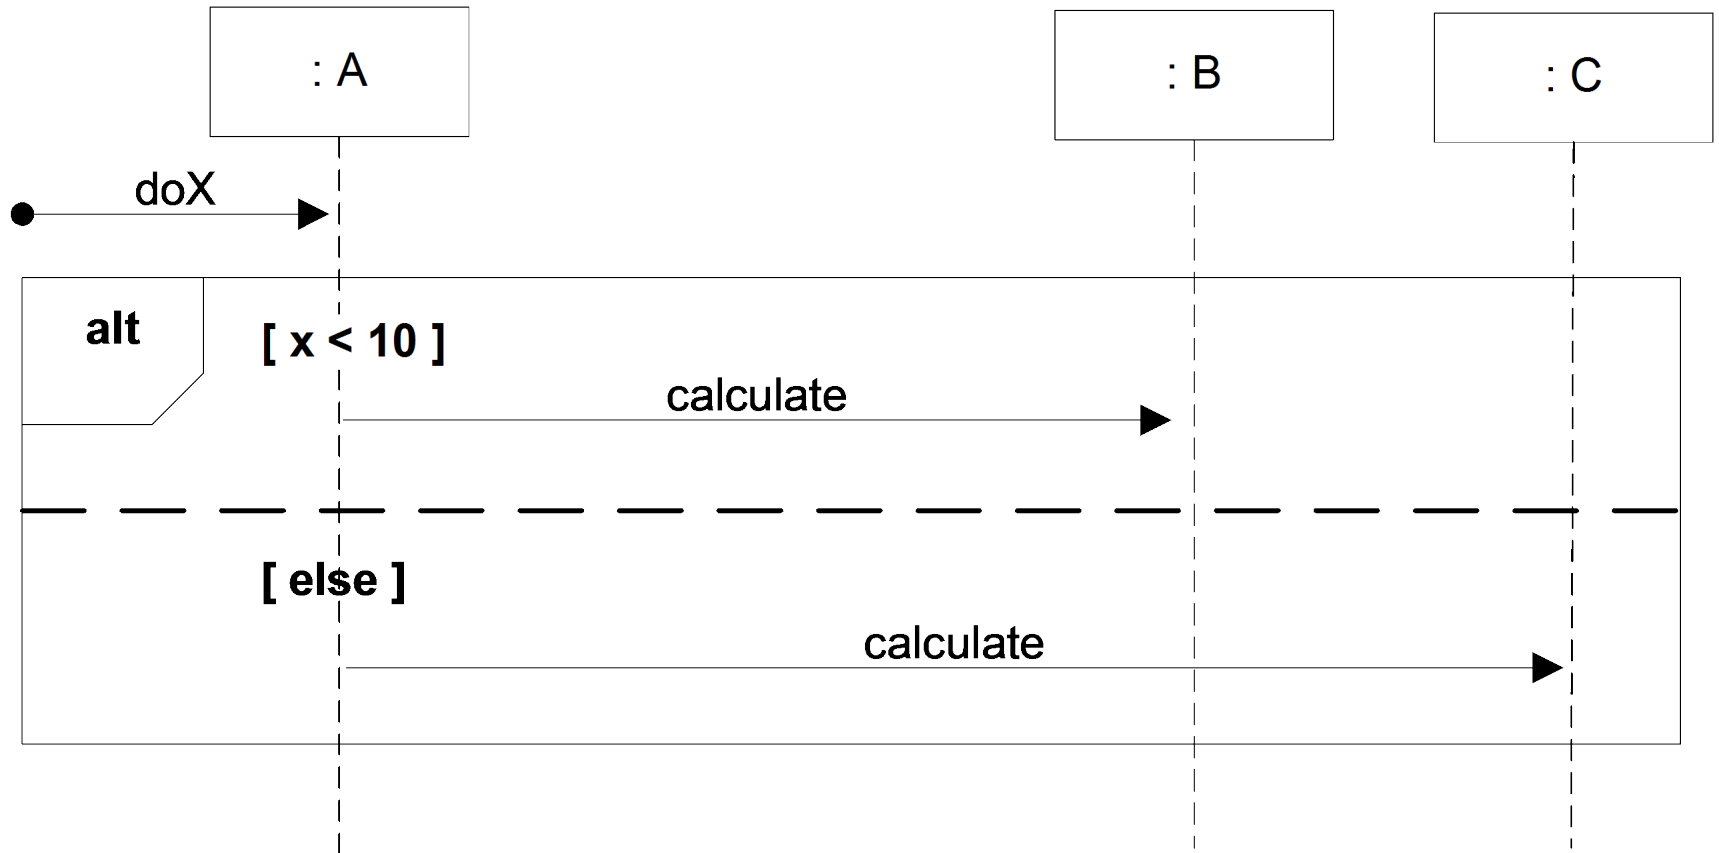 : A
: B
: C
doX
alt
[ x < 10 ]
calculate
[ else ]
calculate